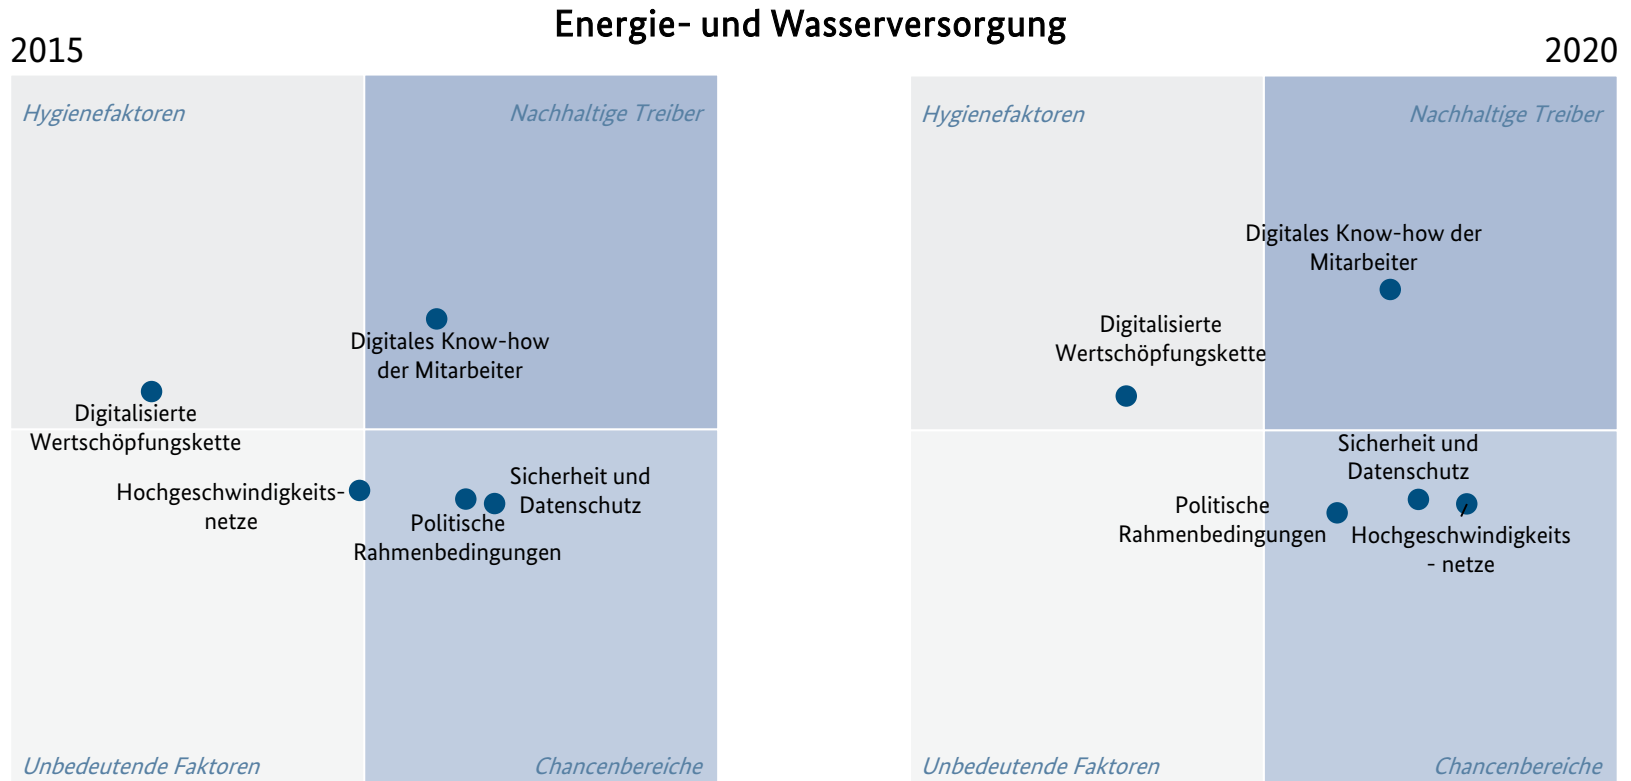 Energie- und Wasserversorgung
2015
2020
Hygienefaktoren
Nachhaltige Treiber
Digitales Know-how
der Mitarbeiter
Digitalisierte
Wertschöpfungskette
Hochgeschwindigkeits-
netze
Sicherheit und
Datenschutz
Politische
Rahmenbedingungen
Unbedeutende Faktoren
Chancenbereiche
Hygienefaktoren
Nachhaltige Treiber
Digitales Know-how der
Mitarbeiter
Digitalisierte
Wertschöpfungskette
Sicherheit und
Datenschutz
Politische
Rahmenbedingungen
/
Hochgeschwindigkeits
- netze
Unbedeutende Faktoren
Chancenbereiche